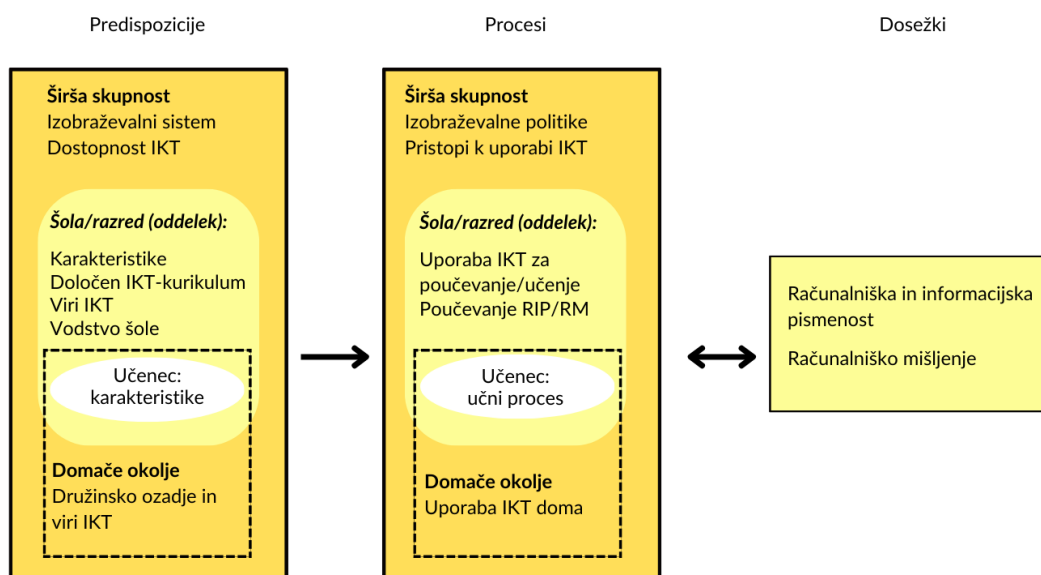 Predispozicije
Procesi
Dosežki
Širša skupnost
Izobraževalni sistem
Dostopnost IKT
Šola/razred (oddelek):
Karakteristike
Določen IKT-kurikulum
Viri IKT
Vodstvo šole
Učenec:
karakteristike
Domače okolje
Družinsko ozadje in
viri IKT
Širša skupnost
Izobraževalne politike
Pristopi k uporabi IKT
Šola/razred (oddelek):
Uporaba IKT za
poučevanje/učenje
Poučevanje RIP/RM
Učenec:
učni proces
Domače okolje
Uporaba IKT doma
Računalniška in informacijska
pismenost
Računalniško mišljenje